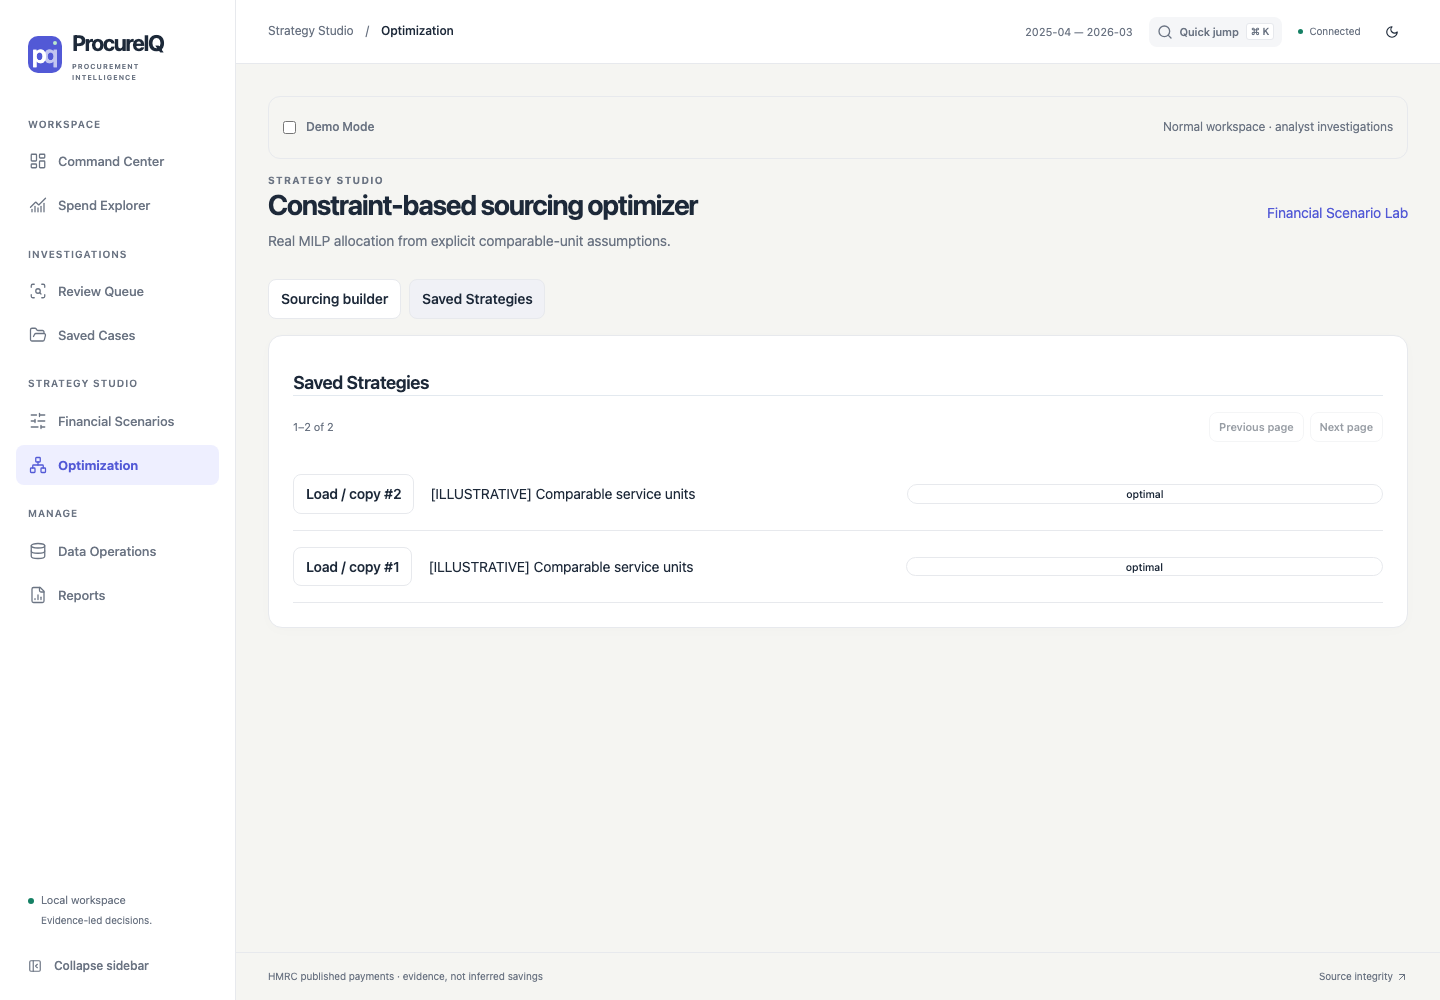 pq
ProcureIQ
PROCUREMENT
INTELLIGENCE
WORKSPACE
Command Center
Spend Explorer
INVESTIGATIONS
Review Queue
Saved Cases
STRATEGY STUDIO
Financial Scenarios
Optimization
MANAGE
Data Operations
Reports
Local workspace
Evidence-led decisions.
Collapse sidebar
Strategy Studio / Optimization
2025-04 — 2026-03
Quick jump ⌘ K
Connected
Demo Mode
Normal workspace · analyst investigations
STRATEGY STUDIO
Constraint-based sourcing optimizer
Financial Scenario Lab
Real MILP allocation from explicit comparable-unit assumptions.
Sourcing builder
Saved Strategies
Saved Strategies
1–2 of 2
Previous page
Next page
Load / copy #2 [ILLUSTRATIVE] Comparable service units optimal
Load / copy #1 [ILLUSTRATIVE] Comparable service units optimal
HMRC published payments · evidence, not inferred savings
Source integrity